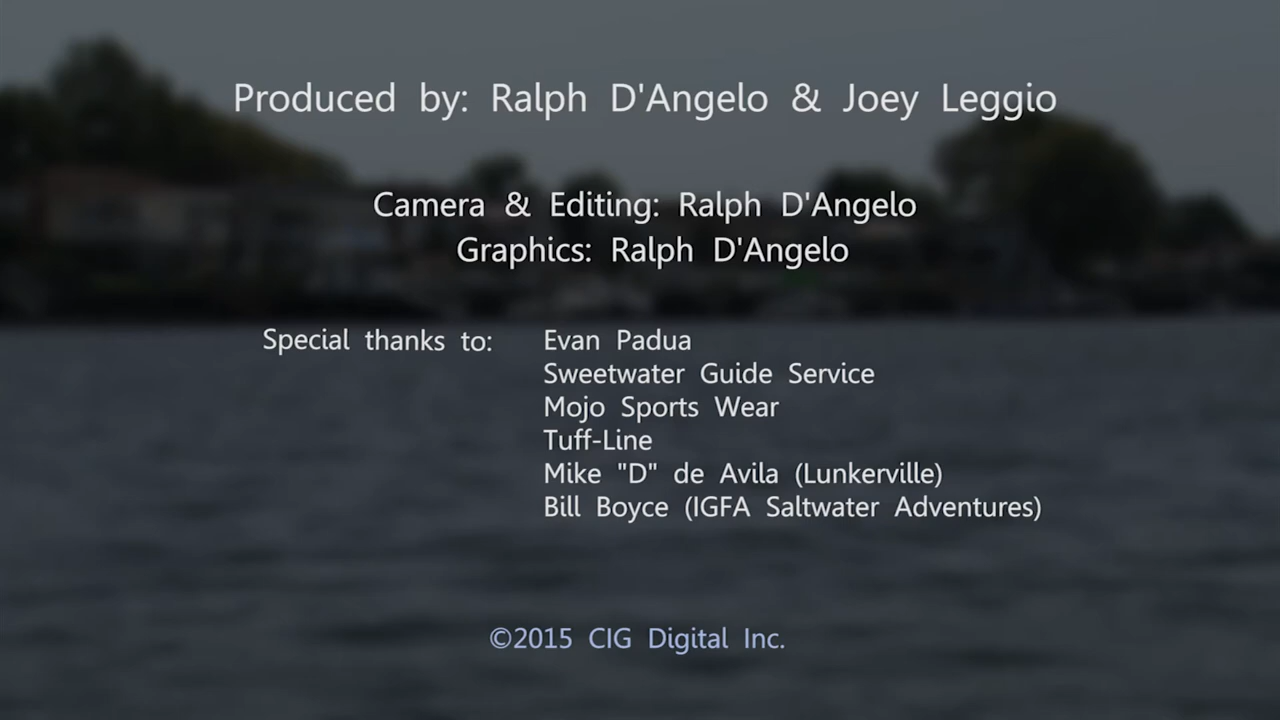 Produced by: Ralph D'Angelo & Joey Leggio
Camera & Editing: Ralph D'Angelo
Graphics: Ralph D'Angelo
Special thanks to: Evan Padua
Sweetwater Guide Service
Mojo Sports Wear
Tuff-Line
Mike "D" de Avila (Lunkerville)
Bill Boyce (IGFA Saltwater Adventures)
©2015 CIG Digital Inc.